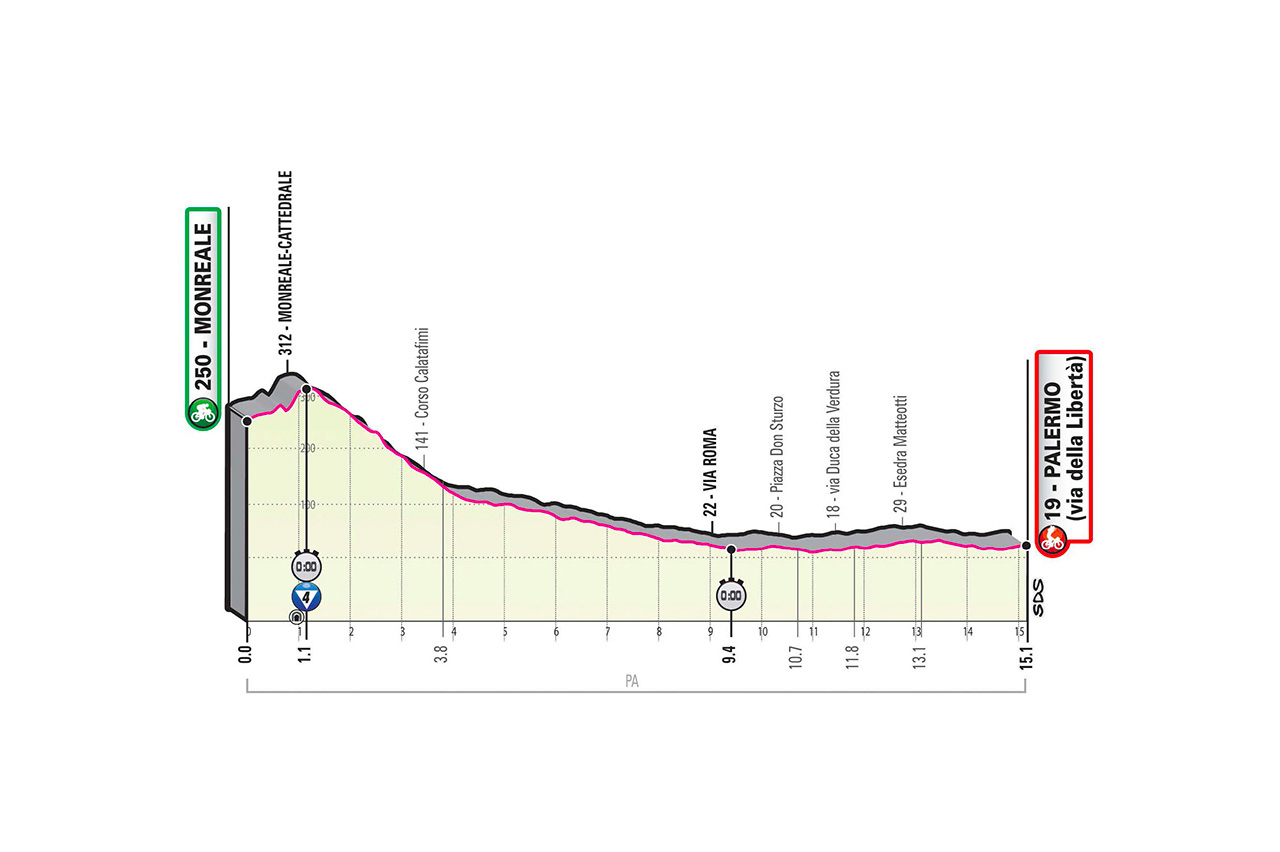 250 - MONREALE
312 - MONREALE-CATTEDRALE
141 - Corso Calatafimi
22 - VIA ROMA
20 - Piazza Don Sturzo
18 - via Duca della Verdura
29 - Esedra Matteotti
19 - PALERMO
(via della Libertà)
300
200
100
0:00
4
0:00
SDS
0 1 2 3 4 5 6 7 8 9 10 11 12 13 14 15
0.0 1.1 3.8 9.4 10.7 11.8 13.1 15.1
PA